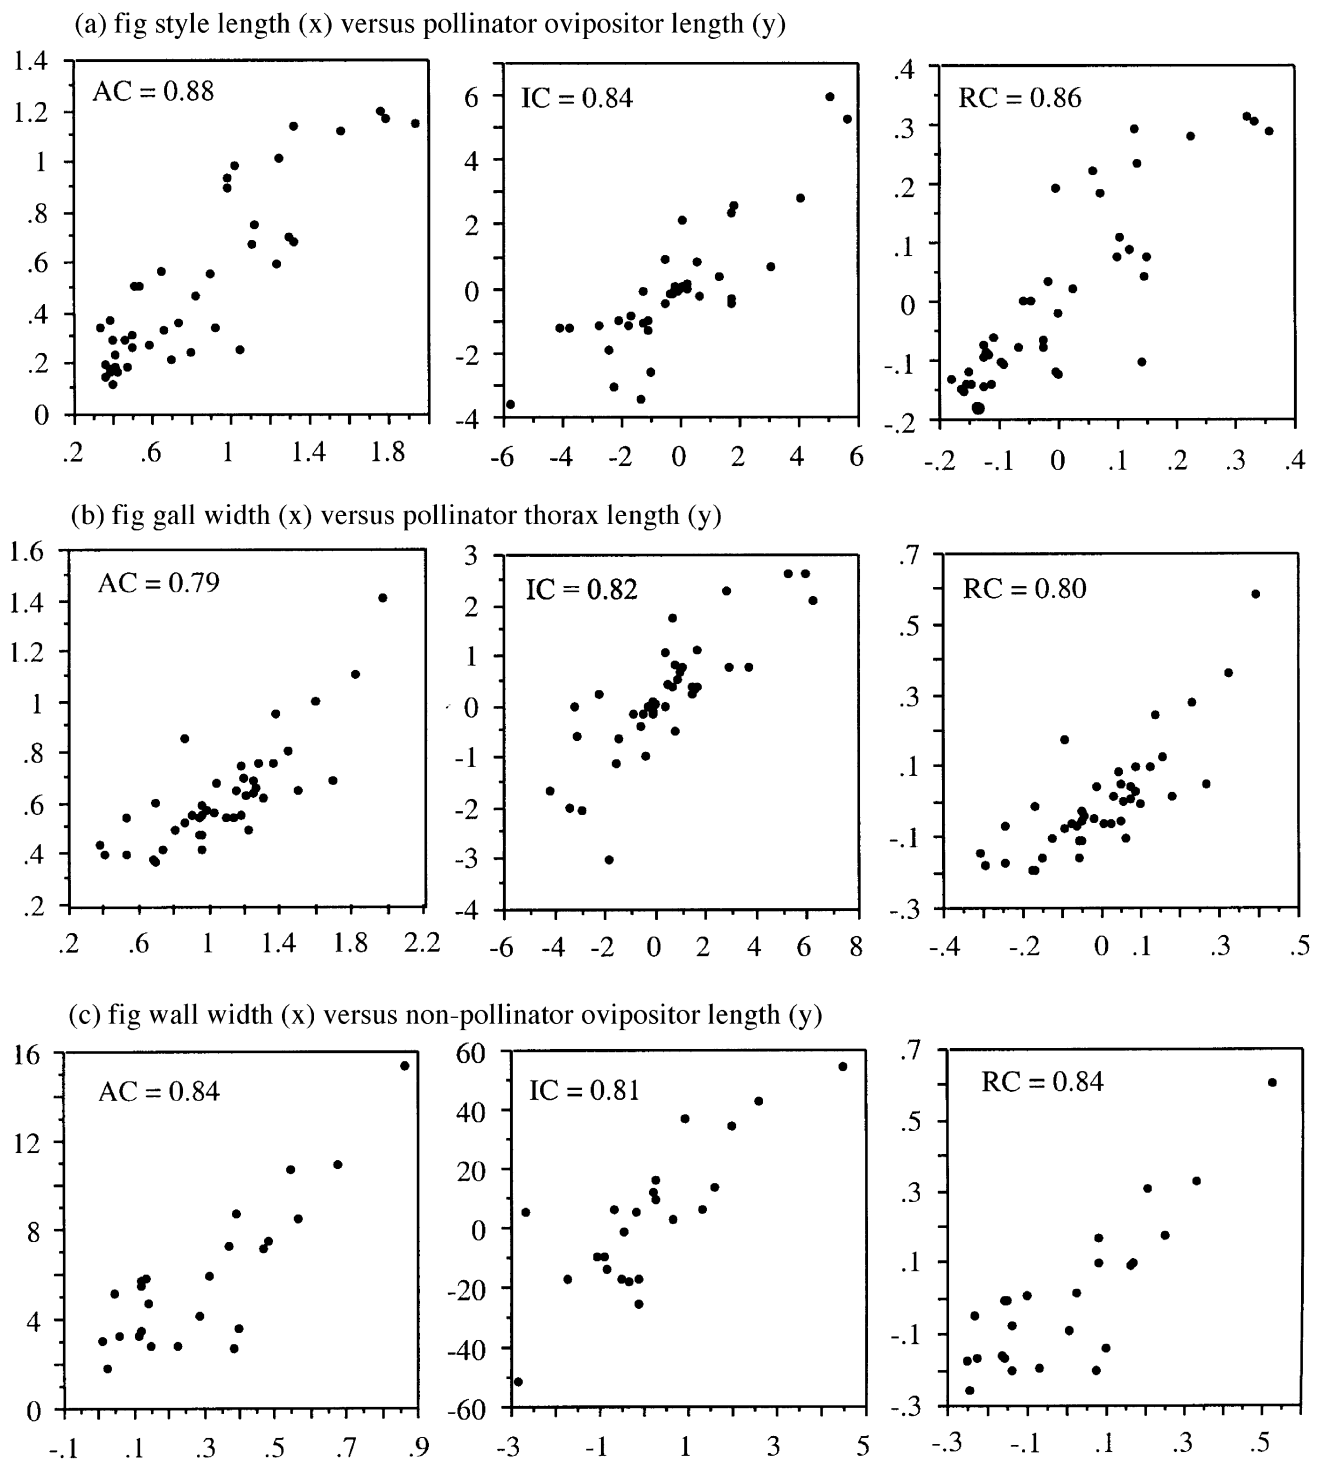 (a) fig style length (x) versus pollinator ovipositor length (y)
AC = 0.88
1.4
1.2
1
.8
.6
.4
.2
0
.2 .6 1 1.4 1.8
IC = 0.84
6
4
2
0
-2
-4
-6 -4 -2 0 2 4 6
RC = 0.86
.4
.3
.2
.1
0
-.1
-.2
-.2 -.1 0 .1 .2 .3 .4
(b) fig gall width (x) versus pollinator thorax length (y)
AC = 0.79
1.6
1.4
1.2
1
.8
.6
.4
.2
.2 .6 1 1.4 1.8 2.2
IC = 0.82
3
2
1
0
-1
-2
-3
-4
-6 -4 -2 0 2 4 6 8
RC = 0.80
.7
.5
.3
.1
-.1
-.3
-.4 -.2 0 .1 .3 .5
(c) fig wall width (x) versus non-pollinator ovipositor length (y)
AC = 0.84
16
12
8
4
0
-.1 .1 .3 .5 .7 .9
IC = 0.81
60
40
20
0
-20
-40
-60
-3 -1 1 3 5
RC = 0.84
.7
.5
.3
.1
-.1
-.3
-.3 -.1 .1 .3 .5